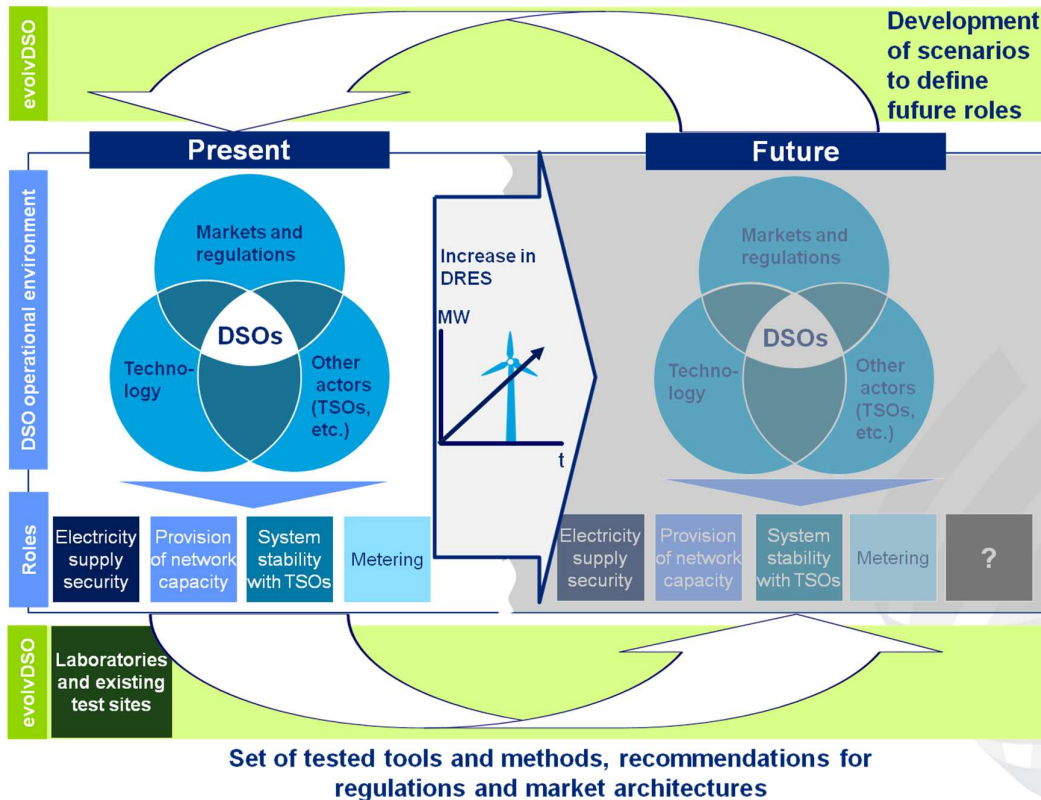 evolvDSO
Development
of scenarios
to define
fufure roles
Present
Future
DSO operational environment
Markets and
regulations
DSOs
Techno-
logy
Other
actors
(TSOs,
etc.)
Increase in
DRES
MW
t
Markets and
regulations
DSOs
Techno-
logy
Other
actors
(TSOs,
etc.)
Roles
Electricity
supply
security
Provision
of network
capacity
System
stability
with TSOs
Metering
Electricity
supply
security
Provision
of network
capacity
System
stability
with TSOs
Metering
?
evolvDSO
Laboratories
and existing
test sites
Set of tested tools and methods, recommendations for
regulations and market architectures